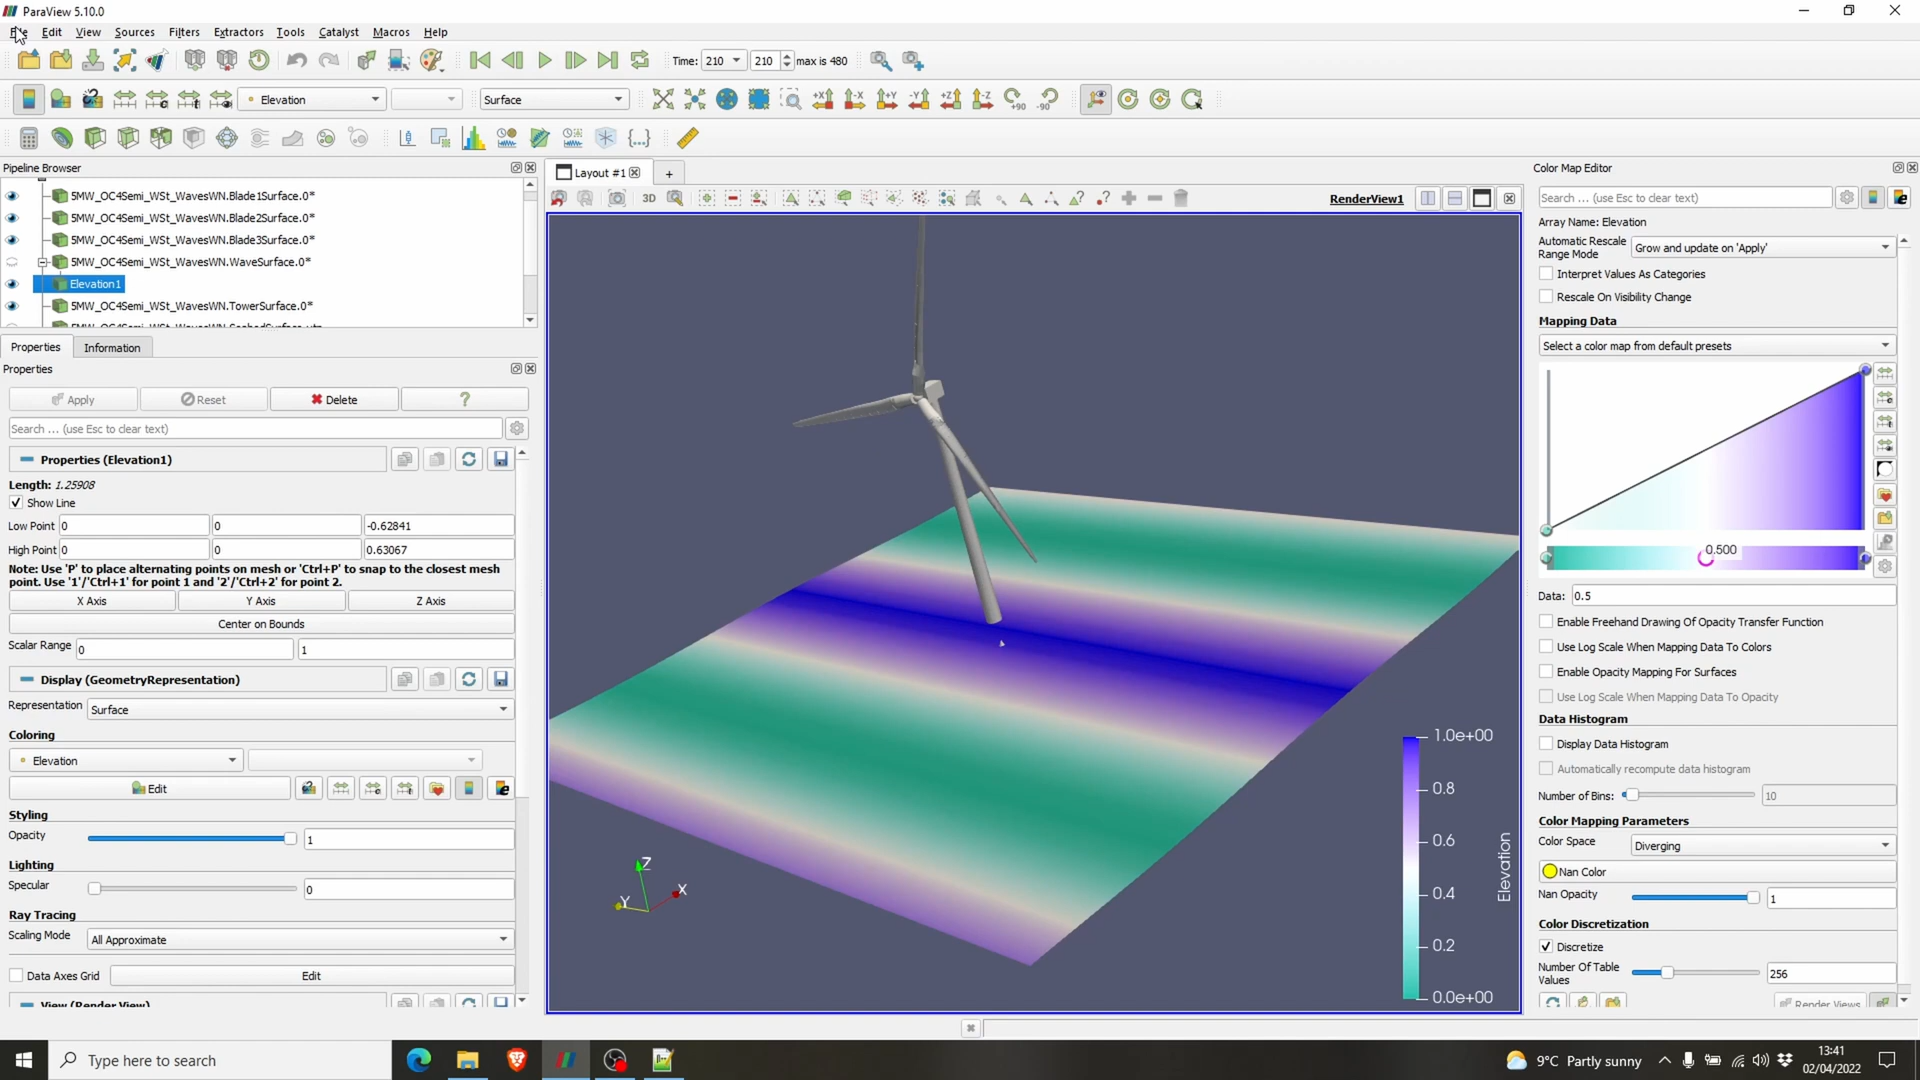 ParaView 5.10.0
File Edit View Sources Filters Extractors Tools Catalyst Macros Help
Time: 210 210 max is 480
Elevation Surface
+X -X +Y -Y +Z -Z +90 -90
Pipeline Browser
5MW_OC4Semi_WSt_WavesWN.Blade1Surface.0*
5MW_OC4Semi_WSt_WavesWN.Blade2Surface.0*
5MW_OC4Semi_WSt_WavesWN.Blade3Surface.0*
5MW_OC4Semi_WSt_WavesWN.WaveSurface.0*
Elevation1
5MW_OC4Semi_WSt_WavesWN.TowerSurface.0*
5MW_OC4Semi_WSt_WavesWN.SeabedSurface.vtp
Properties Information
Properties
Apply Reset Delete ?
Search ... (use Esc to clear text)
Properties (Elevation1)
Length: 1.25908
Show Line
Low Point 0 0 -0.62841
High Point 0 0 0.63067
Note: Use 'P' to place alternating points on mesh or 'Ctrl+P' to snap to the closest mesh
point. Use '1'/'Ctrl+1' for point 1 and '2'/'Ctrl+2' for point 2.
X Axis Y Axis Z Axis
Center on Bounds
Scalar Range 0 1
Display (GeometryRepresentation)
Representation Surface
Coloring
Elevation
Edit
Styling
Opacity 1
Lighting
Specular 0
Ray Tracing
Scaling Mode All Approximate
Data Axes Grid Edit
View (Render View)
Layout #1 +
3D RenderView1
Z
X
Y
1.0e+00
0.8
0.6
0.4
0.2
0.0e+00
Elevation
Color Map Editor
Search ... (use Esc to clear text)
Array Name: Elevation
Automatic Rescale
Range Mode Grow and update on 'Apply'
Interpret Values As Categories
Rescale On Visibility Change
Mapping Data
Select a color map from default presets
0.500
Data: 0.5
Enable Freehand Drawing Of Opacity Transfer Function
Use Log Scale When Mapping Data To Colors
Enable Opacity Mapping For Surfaces
Use Log Scale When Mapping Data To Opacity
Data Histogram
Display Data Histogram
Automatically recompute data histogram
Number of Bins: 10
Color Mapping Parameters
Color Space Diverging
Nan Color
Nan Opacity 1
Color Discretization
Discretize
Number Of Table
Values 256
Render Views
Type here to search
9°C Partly sunny
13:41
02/04/2022